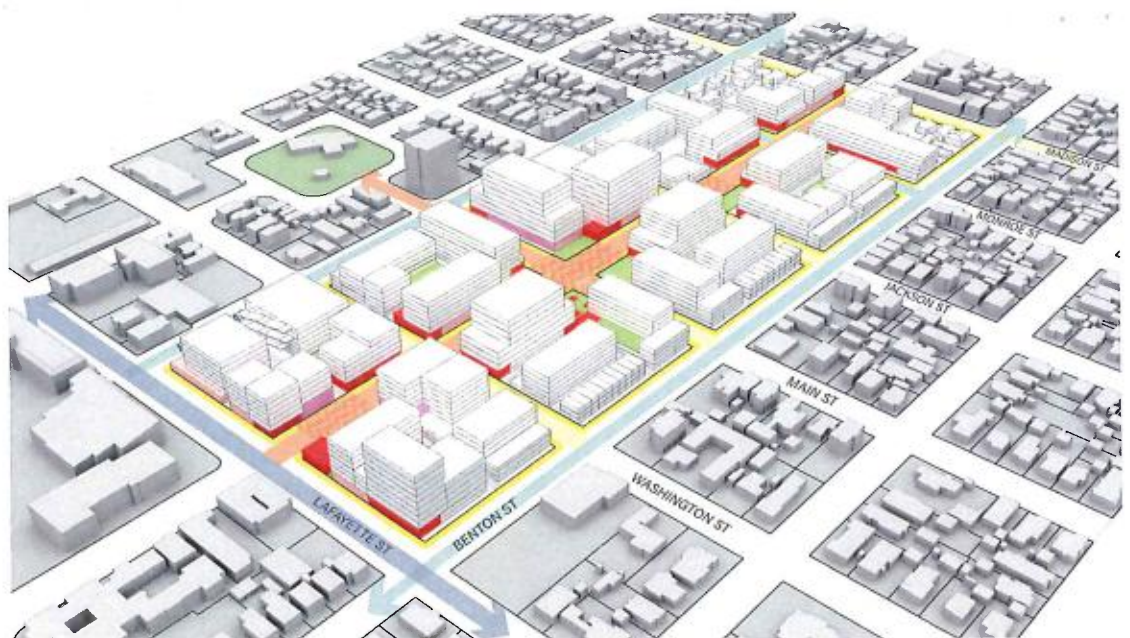 MADISON ST
MONROE ST
JACKSON ST
MAIN ST
WASHINGTON ST
LAFAYETTE ST
BENTON ST